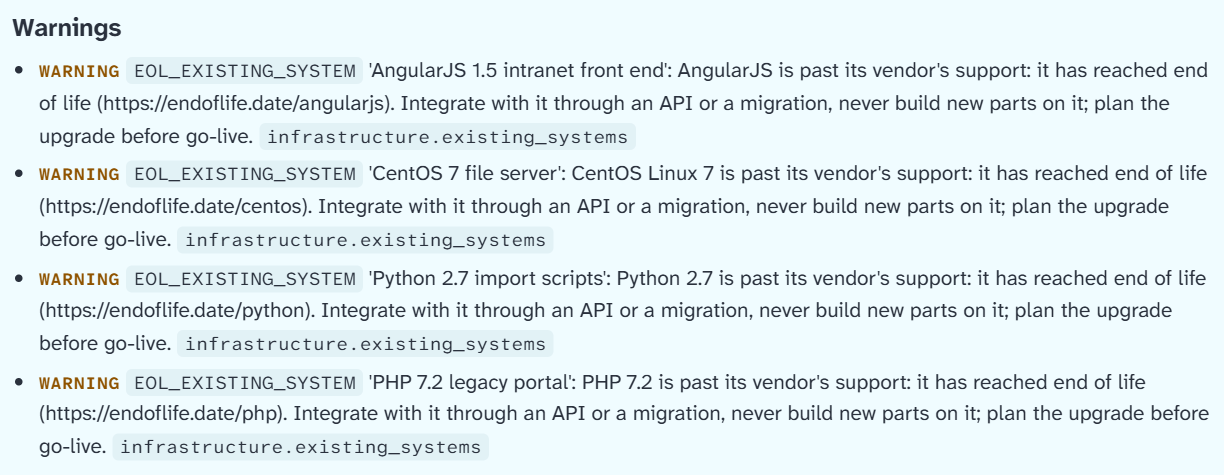 Warnings
• WARNING EOL_EXISTING_SYSTEM 'AngularJS 1.5 intranet front end': AngularJS is past its vendor's support: it has reached end
of life (https://endoflife.date/angularjs). Integrate with it through an API or a migration, never build new parts on it; plan the
upgrade before go-live. infrastructure.existing_systems
• WARNING EOL_EXISTING_SYSTEM 'CentOS 7 file server': CentOS Linux 7 is past its vendor's support: it has reached end of life
(https://endoflife.date/centos). Integrate with it through an API or a migration, never build new parts on it; plan the upgrade
before go-live. infrastructure.existing_systems
• WARNING EOL_EXISTING_SYSTEM 'Python 2.7 import scripts': Python 2.7 is past its vendor's support: it has reached end of life
(https://endoflife.date/python). Integrate with it through an API or a migration, never build new parts on it; plan the upgrade
before go-live. infrastructure.existing_systems
• WARNING EOL_EXISTING_SYSTEM 'PHP 7.2 legacy portal': PHP 7.2 is past its vendor's support: it has reached end of life
(https://endoflife.date/php). Integrate with it through an API or a migration, never build new parts on it; plan the upgrade before
go-live. infrastructure.existing_systems